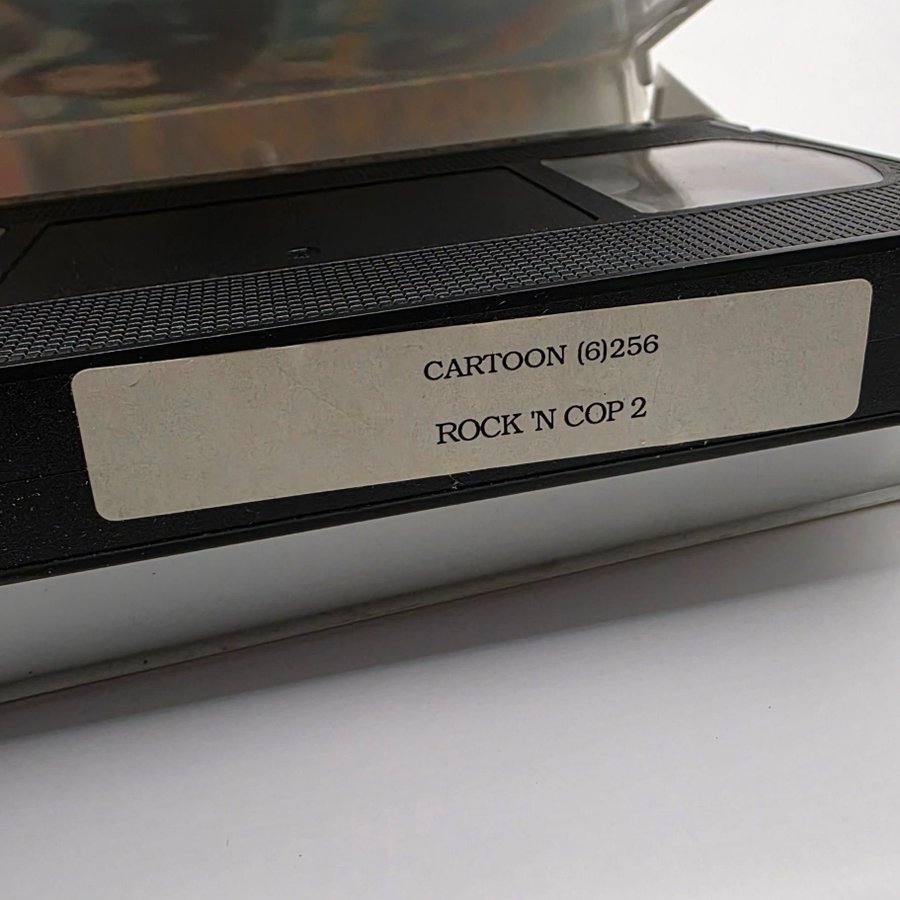 CARTOON (6)256
ROCK 'N COP 2